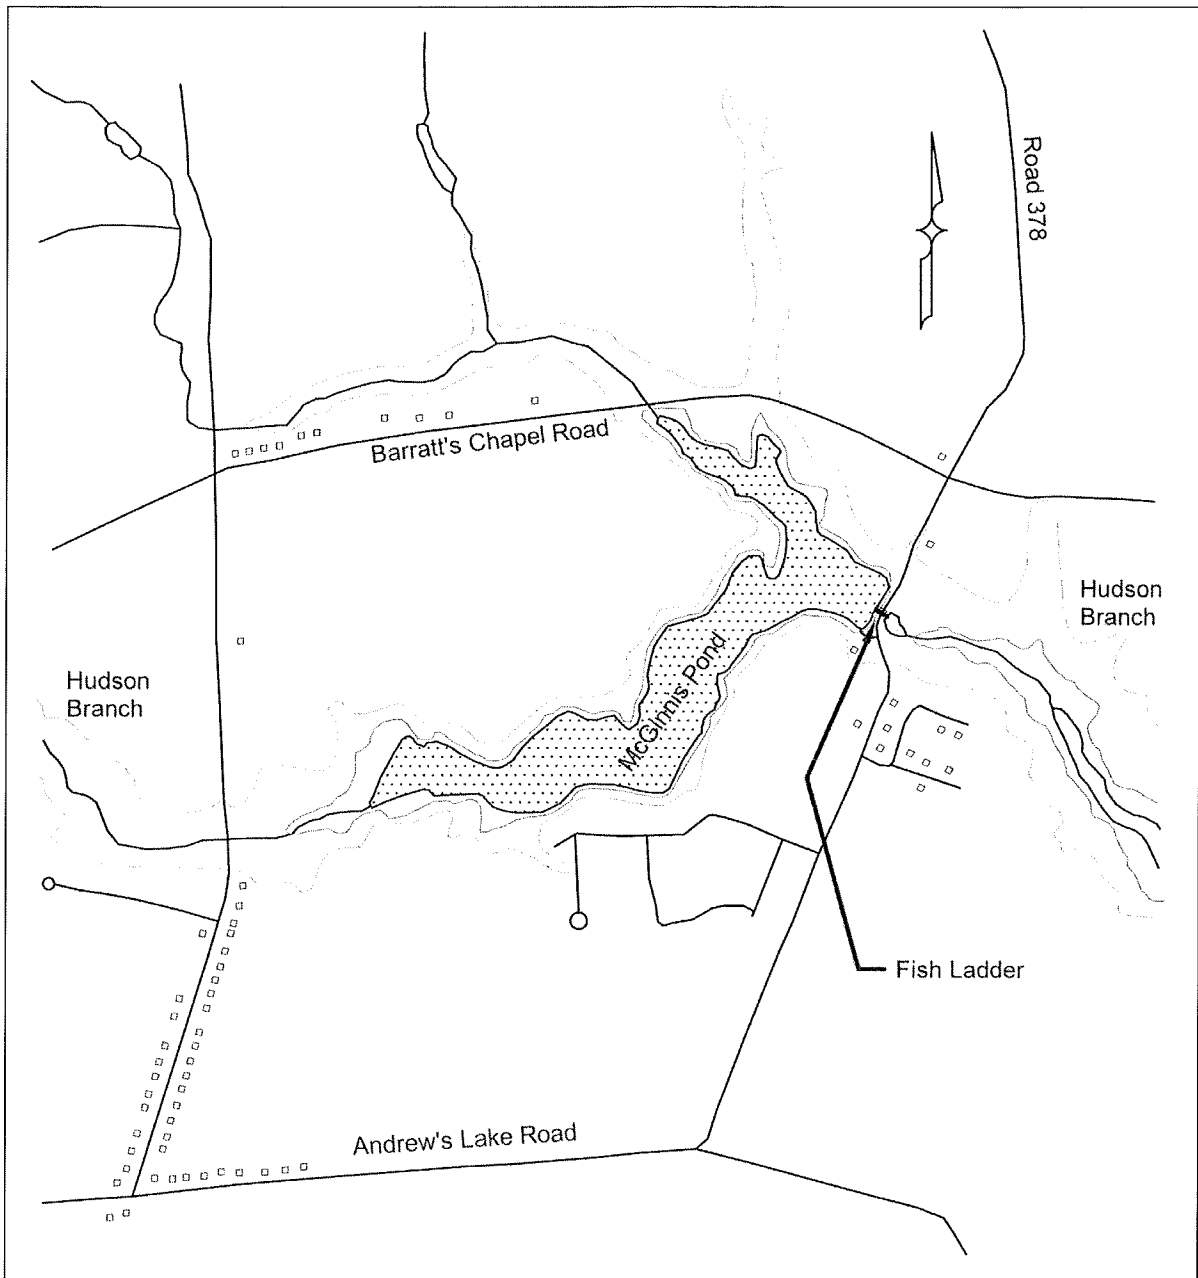 Road 378
Barratt's Chapel Road
Hudson
Branch
McGinnis Pond
Hudson
Branch
Fish Ladder
Andrew's Lake Road